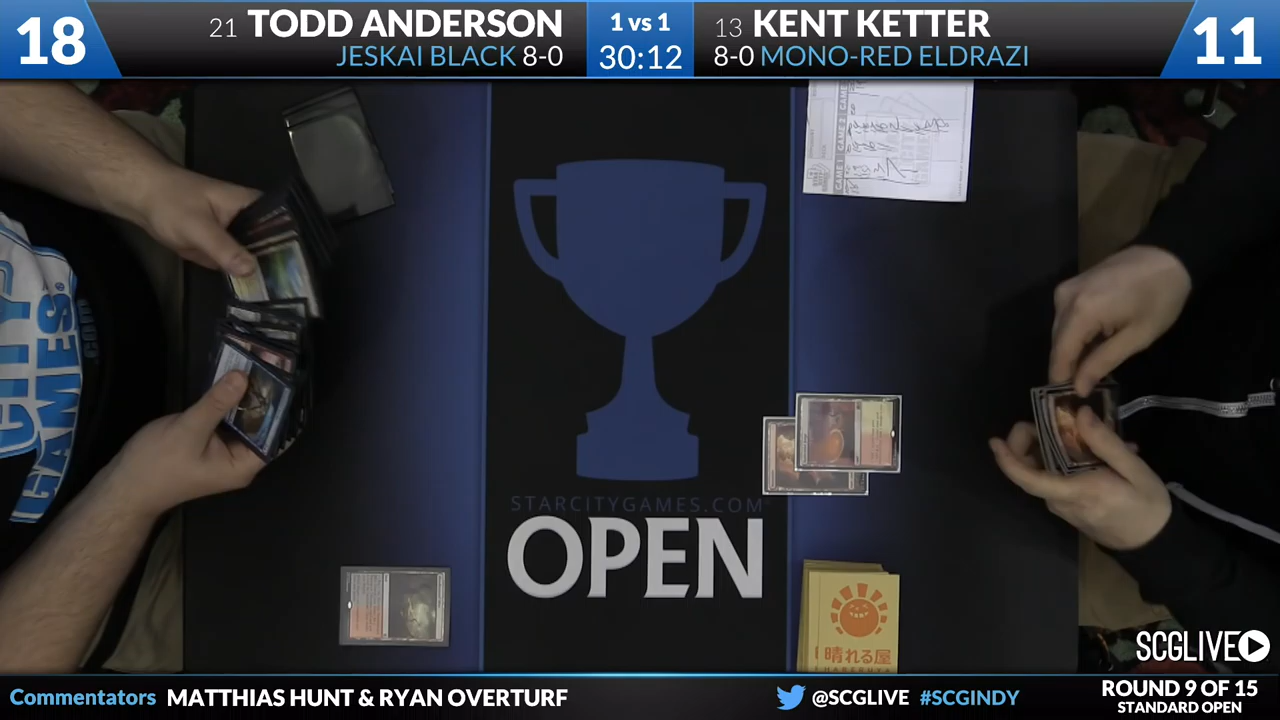 18
21 TODD ANDERSON
JESKAI BLACK 8-0
1 vs 1
30:12
13 KENT KETTER
8-0 MONO-RED ELDRAZI
11
CITY
GAMES
STARCITYGAMES.COM
OPEN
晴れる屋
SCGLIVE
Commentators MATTHIAS HUNT & RYAN OVERTURF
@SCGLIVE #SCGINDY
ROUND 9 OF 15
STANDARD OPEN